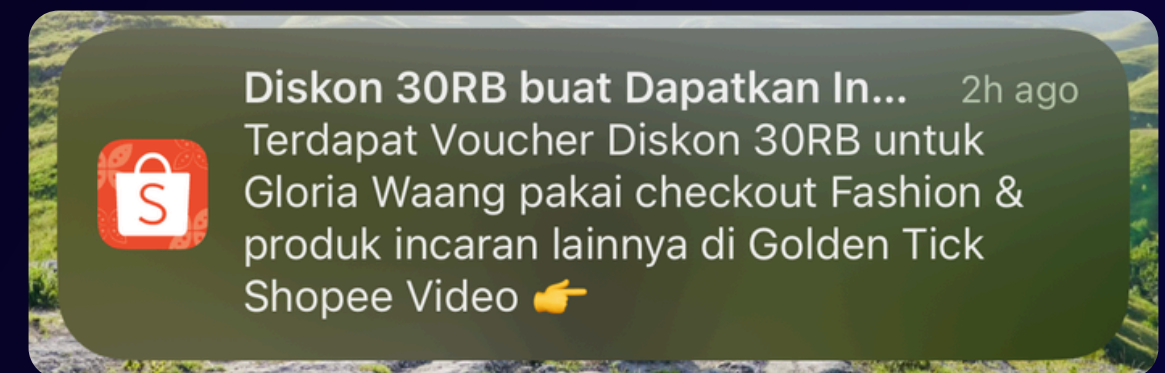 Diskon 30RB buat Dapatkan In... 2h ago
Terdapat Voucher Diskon 30RB untuk
Gloria Waang pakai checkout Fashion &
produk incaran lainnya di Golden Tick
Shopee Video 👉
S